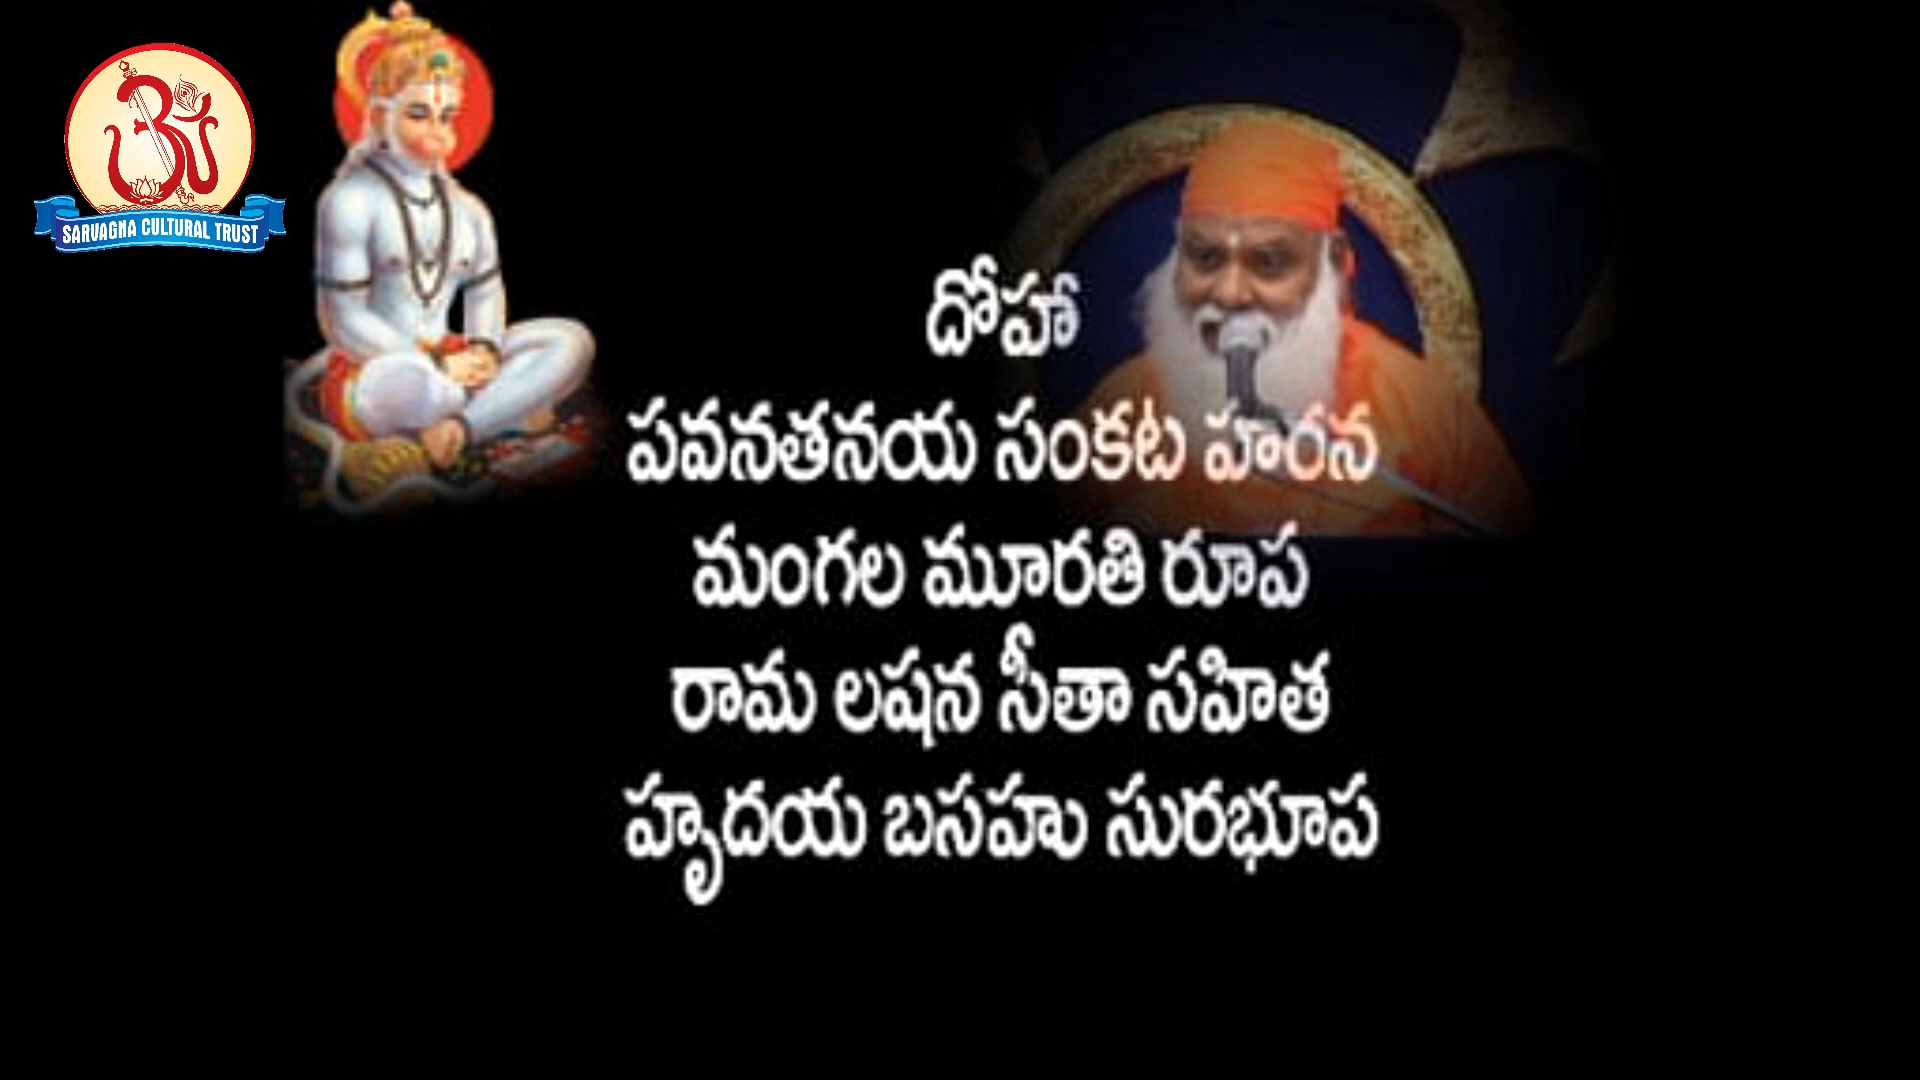 SARVAGNA CULTURAL TRUST
దోహా
పవనతనయ సంకట హరన
మంగల మూరతి రూప
రామ లషన సీతా సహిత
హృదయ బసహు సురభూప